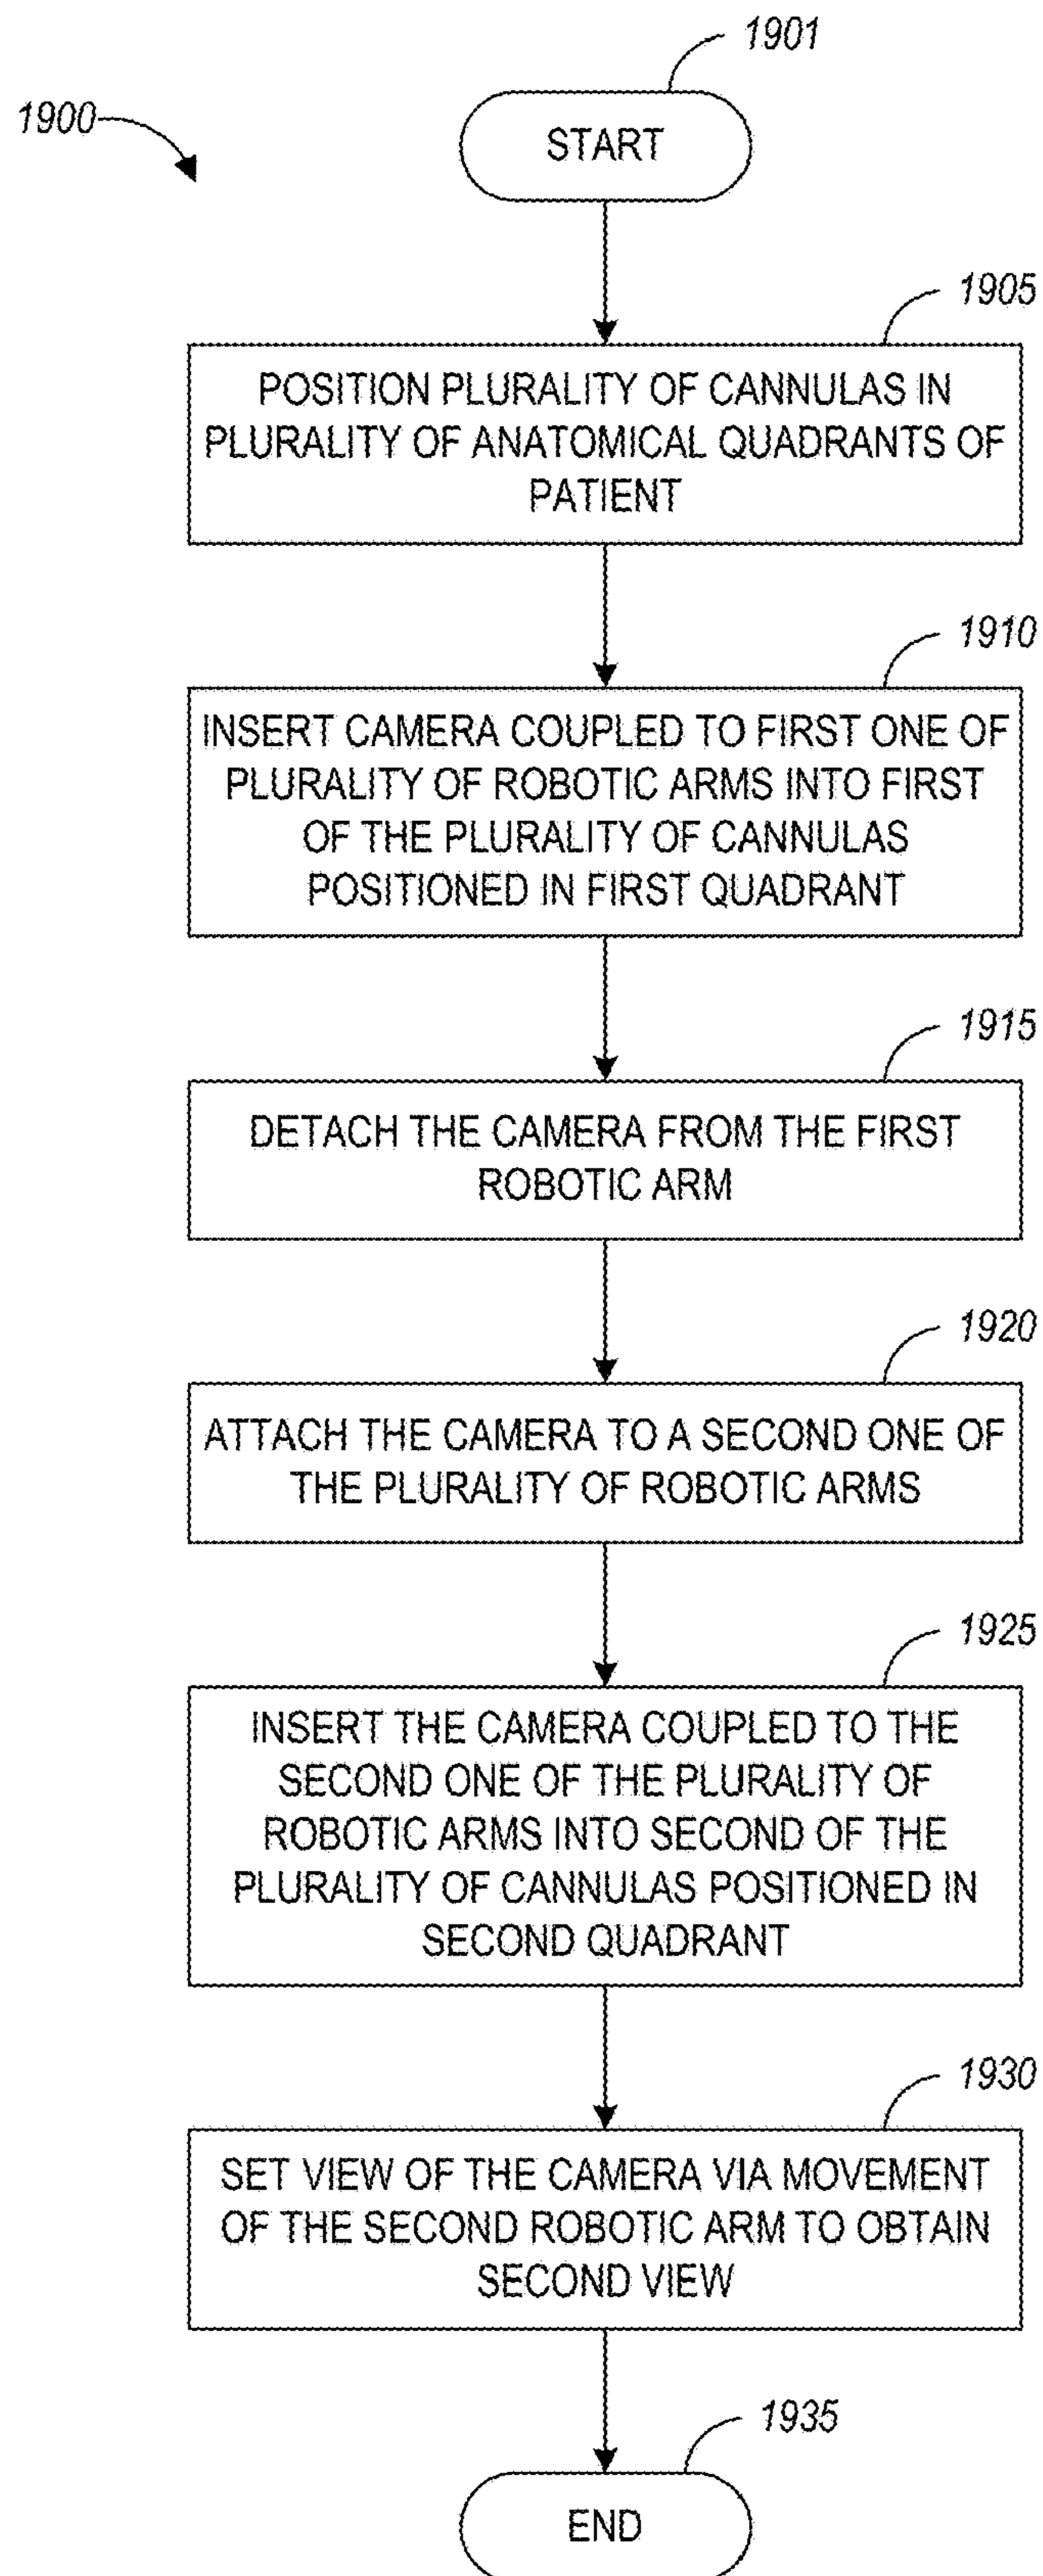 1901
1900
START
1905
POSITION PLURALITY OF CANNULAS IN
PLURALITY OF ANATOMICAL QUADRANTS OF
PATIENT
1910
INSERT CAMERA COUPLED TO FIRST ONE OF
PLURALITY OF ROBOTIC ARMS INTO FIRST
OF THE PLURALITY OF CANNULAS
POSITIONED IN FIRST QUADRANT
1915
DETACH THE CAMERA FROM THE FIRST
ROBOTIC ARM
1920
ATTACH THE CAMERA TO A SECOND ONE OF
THE PLURALITY OF ROBOTIC ARMS
1925
INSERT THE CAMERA COUPLED TO THE
SECOND ONE OF THE PLURALITY OF
ROBOTIC ARMS INTO SECOND OF THE
PLURALITY OF CANNULAS POSITIONED IN
SECOND QUADRANT
1930
SET VIEW OF THE CAMERA VIA MOVEMENT
OF THE SECOND ROBOTIC ARM TO OBTAIN
SECOND VIEW
1935
END